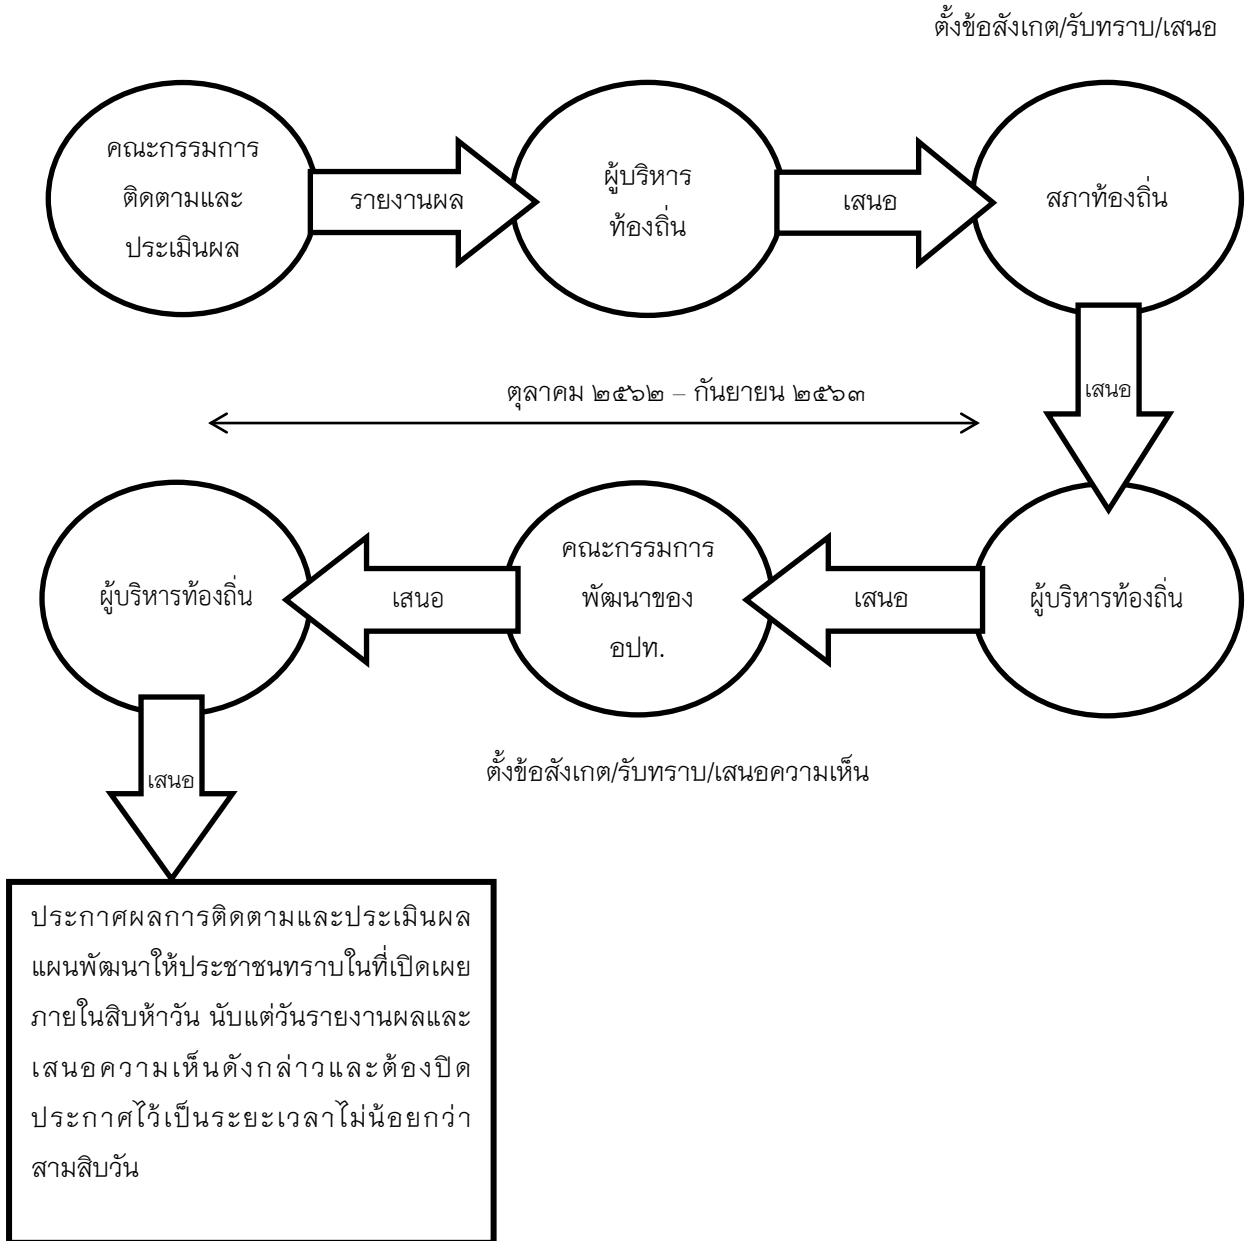 ตั้งข้อสังเกต/รับทราบ/เสนอ
คณะกรรมการ
ติดตามและ
ประเมินผล
รายงานผล
ผู้บริหาร
ท้องถิ่น
เสนอ
สภาท้องถิ่น
เสนอ
ตุลาคม ๒๕๖๒ – กันยายน ๒๕๖๓
ผู้บริหารท้องถิ่น
เสนอ
คณะกรรมการ
พัฒนาของ
อปท.
เสนอ
ผู้บริหารท้องถิ่น
ตั้งข้อสังเกต/รับทราบ/เสนอความเห็น
เสนอ
ประกาศผลการติดตามและประเมินผล
แผนพัฒนาให้ประชาชนทราบในที่เปิดเผย
ภายในสิบห้าวัน นับแต่วันรายงานผลและ
เสนอความเห็นดังกล่าวและต้องปิด
ประกาศไว้เป็นระยะเวลาไม่น้อยกว่า
สามสิบวัน